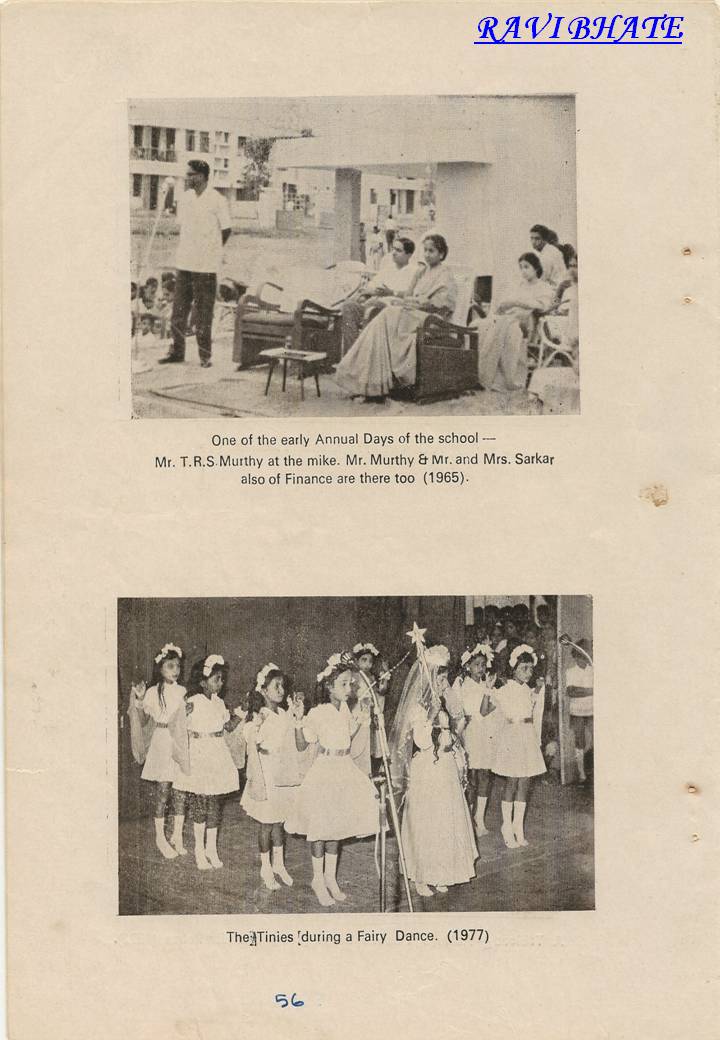 RAVI BHATE
One of the early Annual Days of the school —
Mr. T.R.S. Murthy at the mike. Mr. Murthy & Mr. and Mrs. Sarkar
also of Finance are there too (1965).
The Tinies [during a Fairy Dance. (1977)
56